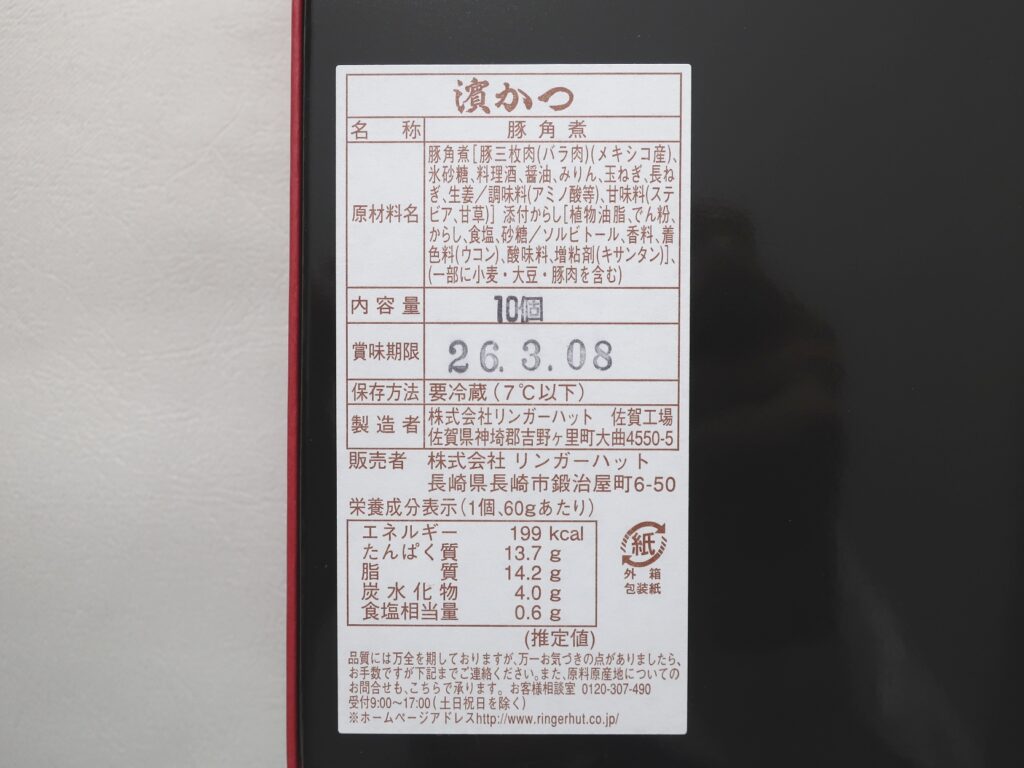 濵かつ
名称 豚角煮
原材料名 豚角煮[豚三枚肉(バラ肉)(メキシコ産)、
氷砂糖、料理酒、醤油、みりん、玉ねぎ、長ね
ぎ、生姜／調味料(アミノ酸等)、甘味料(ステ
ビア、甘草)] 添付からし[植物油脂、でん粉、
からし、食塩、砂糖／ソルビトール、香料、着
色料(ウコン)、酸味料、増粘剤(キサンタン)]、
(一部に小麦・大豆・豚肉を含む)
内容量 10個
賞味期限 26.3.08
保存方法 要冷蔵(7℃以下)
製造者 株式会社リンガーハット 佐賀工場
佐賀県神埼郡吉野ヶ里町大曲4550-5
販売者 株式会社 リンガーハット
長崎県長崎市鍛治屋町6-50
栄養成分表示(1個、60gあたり)
エネルギー 199 kcal
たんぱく質 13.7 g
脂質 14.2 g
炭水化物 4.0 g
食塩相当量 0.6 g
(推定値)
紙
外箱
包装紙
品質には万全を期しておりますが、万一お気づきの点がありましたら、
お手数ですが下記までご連絡ください。また、原料原産地についての
お問合せも、こちらで承ります。お客様相談室 0120-307-490
受付9:00〜17:00(土日祝日を除く)
※ホームページアドレスhttp://www.ringerhut.co.jp/